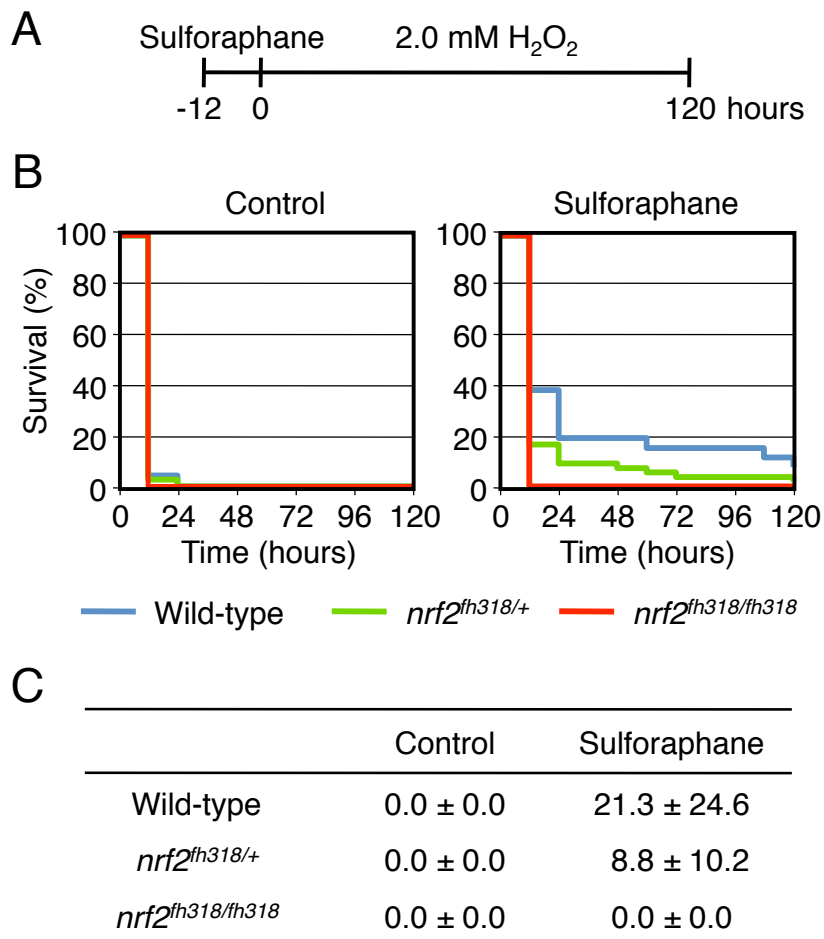 A
Sulforaphane 2.0 mM H₂O₂
-12 0 120 hours
B
Control Sulforaphane
Survival (%)
100 100
80 80
60 60
40 40
20 20
0 0
0 24 48 72 96 120 0 24 48 72 96 120
Time (hours) Time (hours)
Wild-type nrf2fh318/+ nrf2fh318/fh318
C
Control Sulforaphane
Wild-type 0.0 ± 0.0 21.3 ± 24.6
nrf2fh318/+ 0.0 ± 0.0 8.8 ± 10.2
nrf2fh318/fh318 0.0 ± 0.0 0.0 ± 0.0